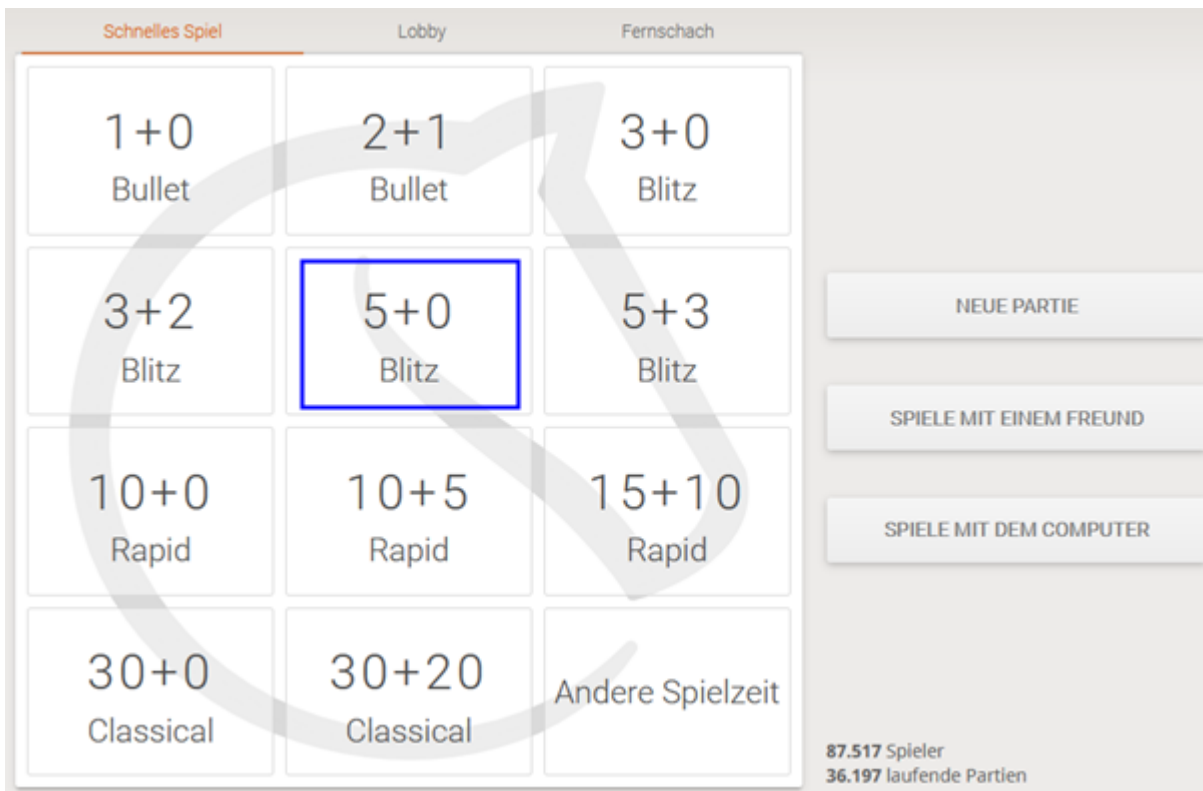 Schnelles Spiel
Lobby
Fernschach
1+0
Bullet
2+1
Bullet
3+0
Blitz
3+2
Blitz
5+0
Blitz
5+3
Blitz
10+0
Rapid
10+5
Rapid
15+10
Rapid
30+0
Classical
30+20
Classical
Andere Spielzeit
NEUE PARTIE
SPIELE MIT EINEM FREUND
SPIELE MIT DEM COMPUTER
87.517 Spieler
36.197 laufende Partien